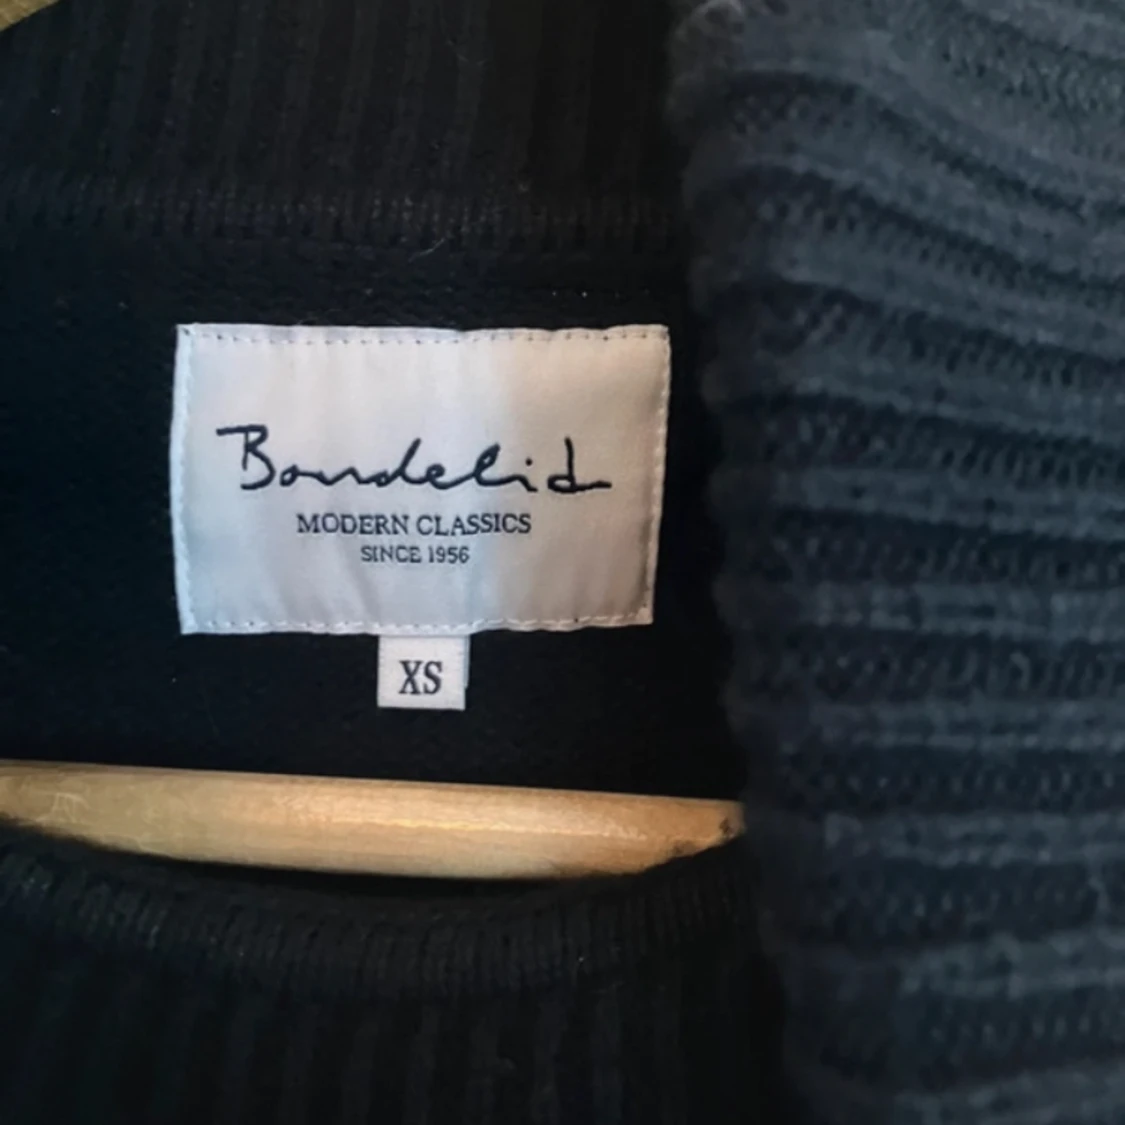 Bondelid
MODERN CLASSICS
SINCE 1956
XS